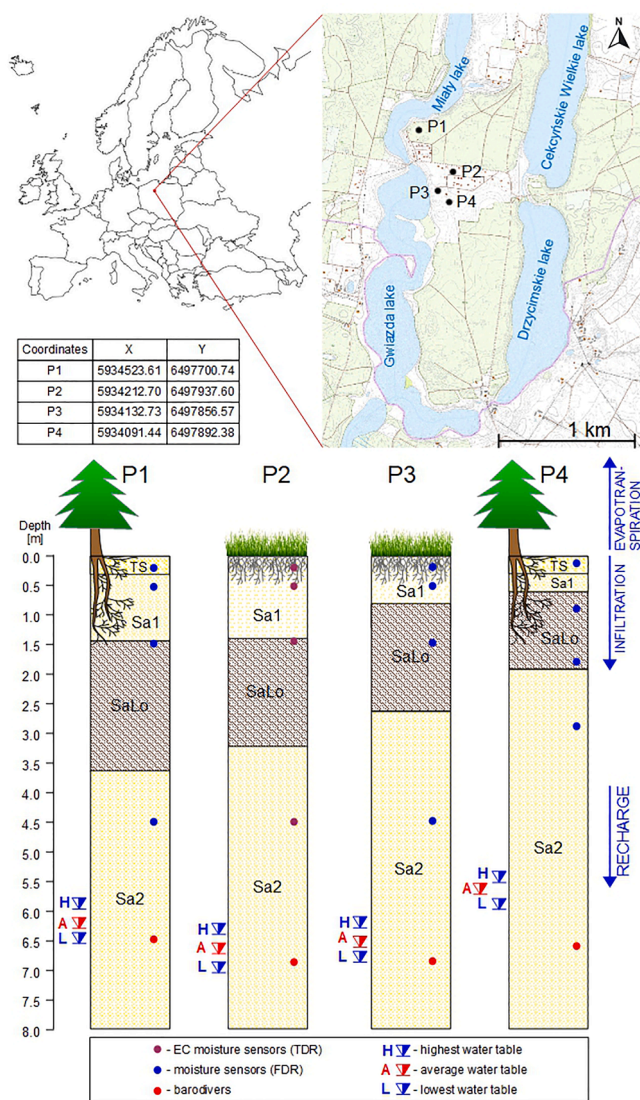 N
Miały lake
Cekcyńskie Wielkie lake
P1
P2
P3
P4
Gwiazda lake
Drzycimskie lake
1 km
Coordinates X Y
P1 5934523.61 6497700.74
P2 5934212.70 6497937.60
P3 5934132.73 6497856.57
P4 5934091.44 6497892.38
P1 P2 P3 P4
EVAPOTRAN-
SPIRATION
INFILTRATION
RECHARGE
Depth
[m]
0.0
0.5
1.0
1.5
2.0
2.5
3.0
3.5
4.0
4.5
5.0
5.5
6.0
6.5
7.0
7.5
8.0
TS
Sa1
SaLo
Sa2
H
A
L
Sa1
SaLo
Sa2
H
A
L
Sa1
SaLo
Sa2
H
A
L
TS
Sa1
SaLo
Sa2
H
A
L
- EC moisture sensors (TDR)
- moisture sensors (FDR)
- barodivers
H - highest water table
A - average water table
L - lowest water table